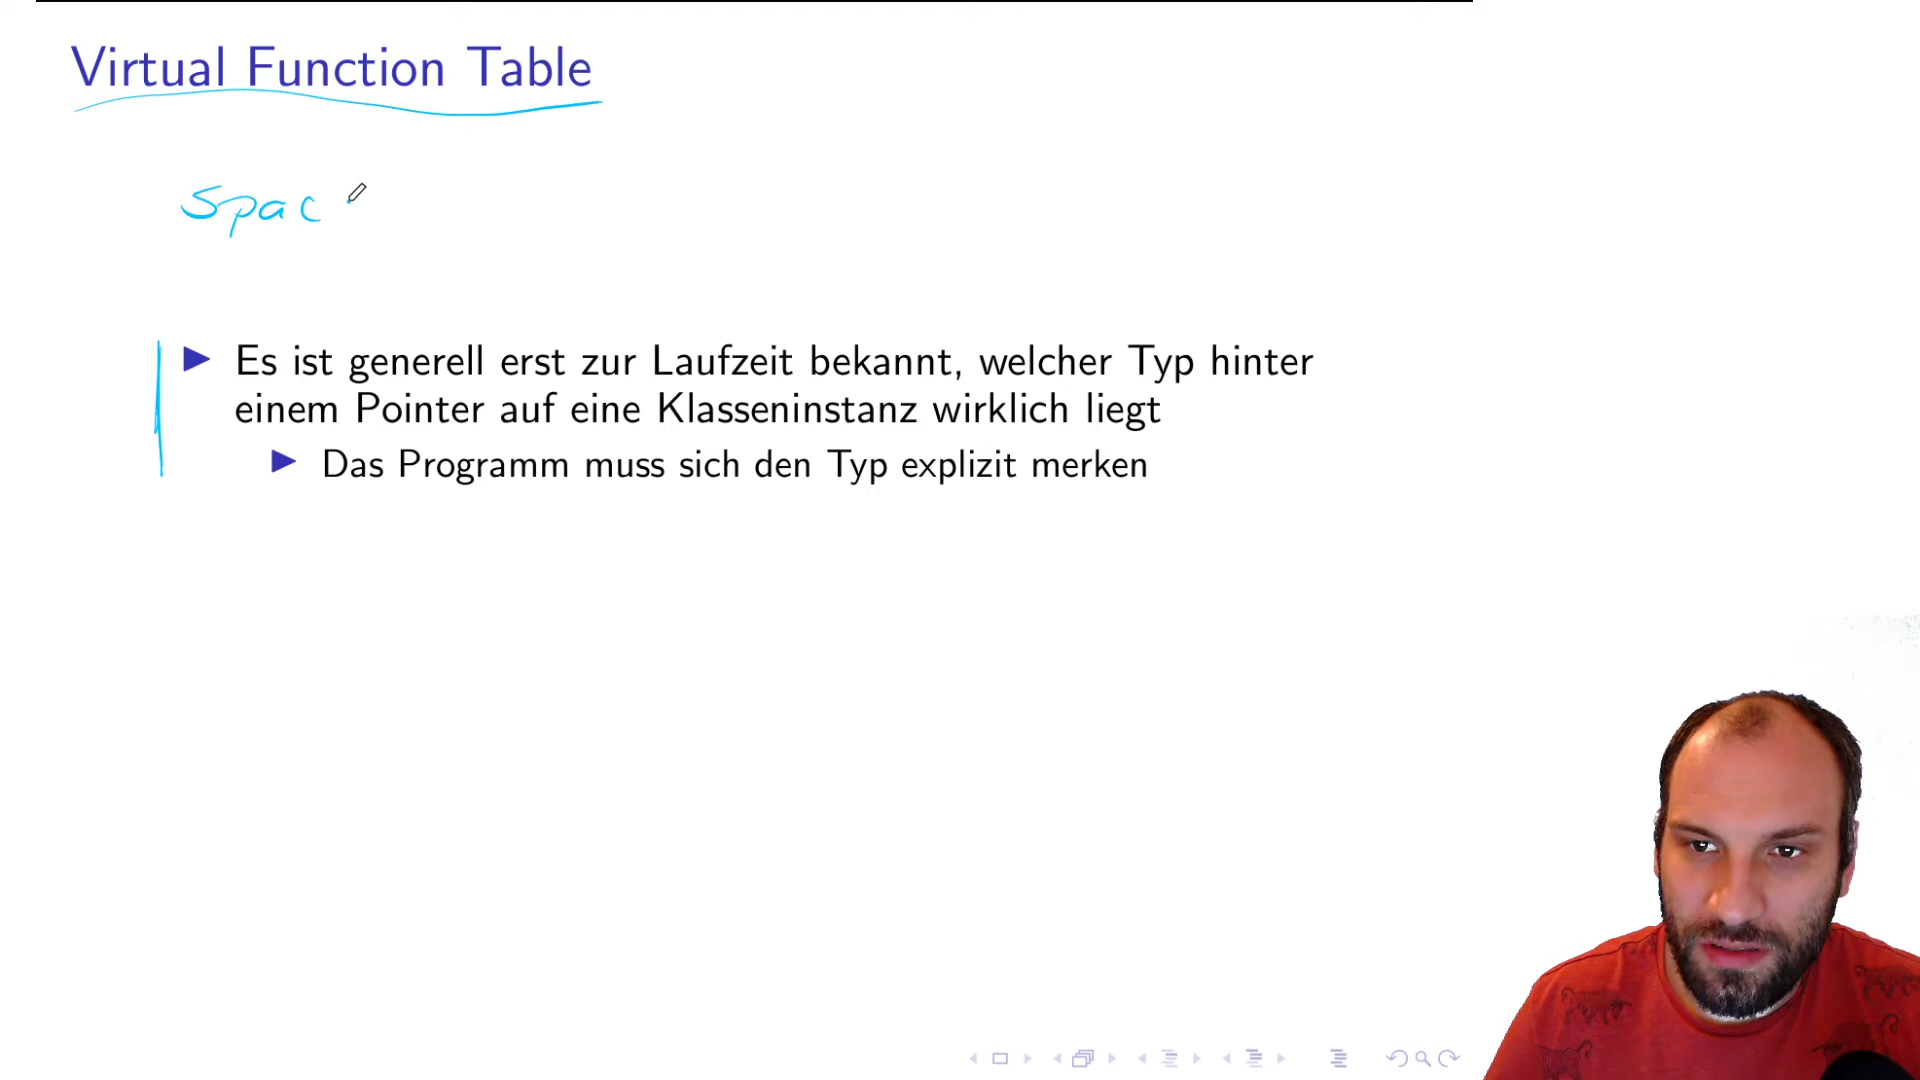 Virtual Function Table
Spac
Es ist generell erst zur Laufzeit bekannt, welcher Typ hinter
einem Pointer auf eine Klasseninstanz wirklich liegt
Das Programm muss sich den Typ explizit merken